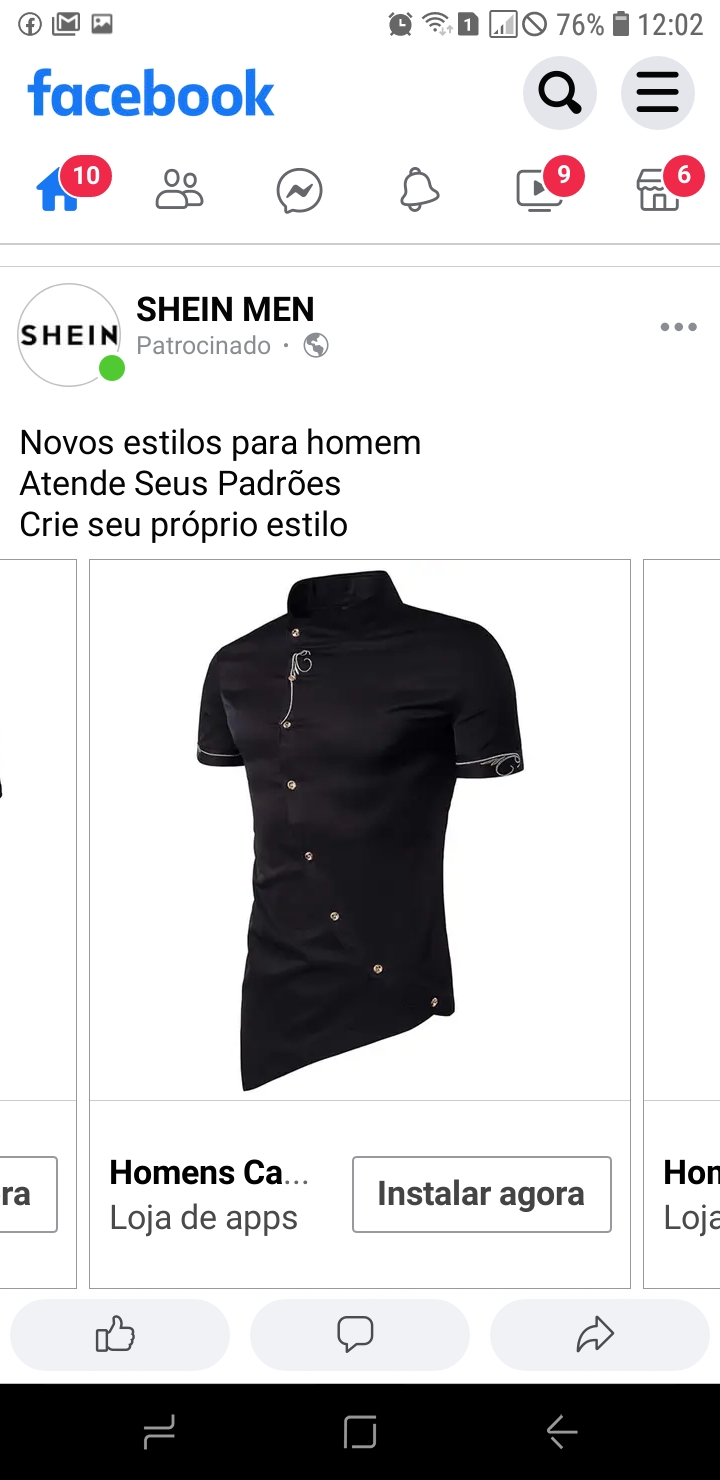 1 76% 12:02
facebook
10 9 6
SHEIN
SHEIN MEN
Patrocinado ·
Novos estilos para homem
Atende Seus Padrões
Crie seu próprio estilo
ra
Homens Ca...
Loja de apps
Instalar agora
Hom
Loja